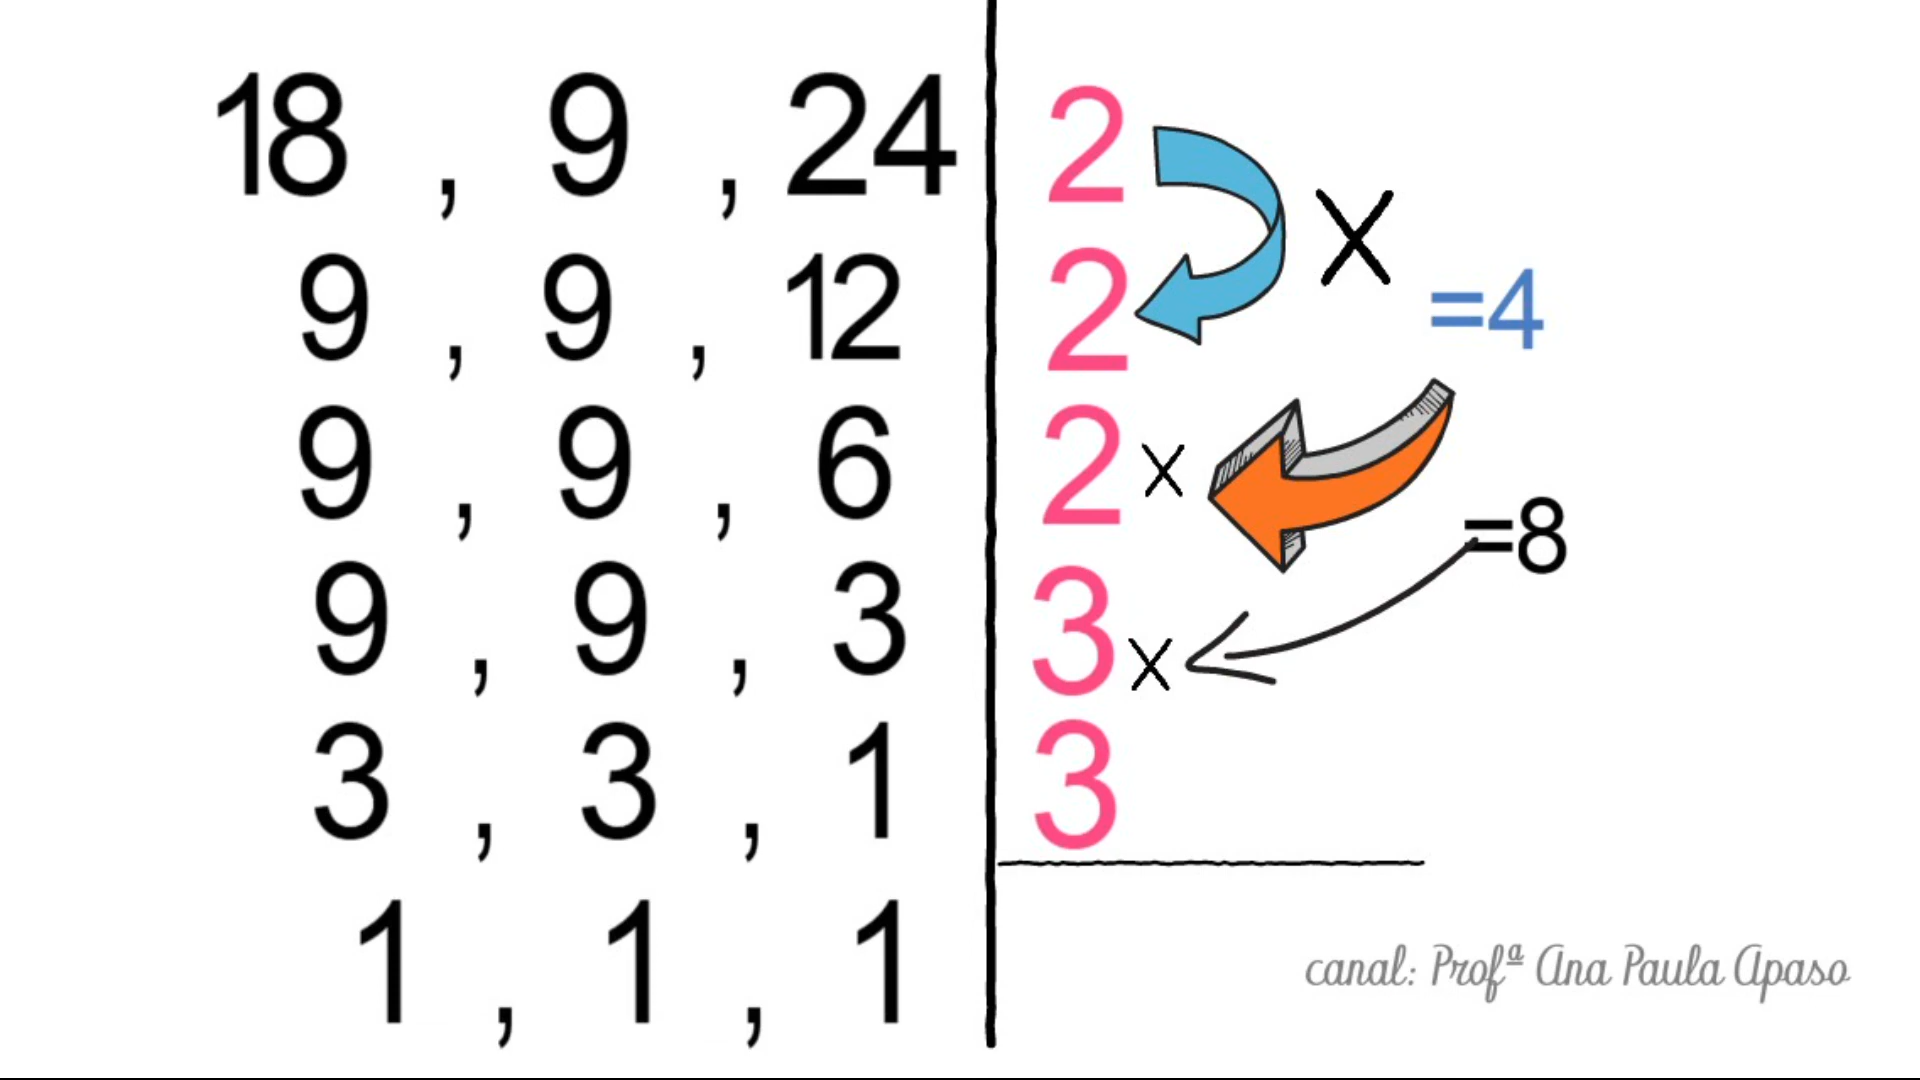 18 , 9 , 24 2
X
9 , 9 , 12 2
=4
9 , 9 , 6 2 x
=8
9 , 9 , 3 3 x
3 , 3 , 1 3
1 , 1 , 1
canal: Profª Ana Paula Apaso